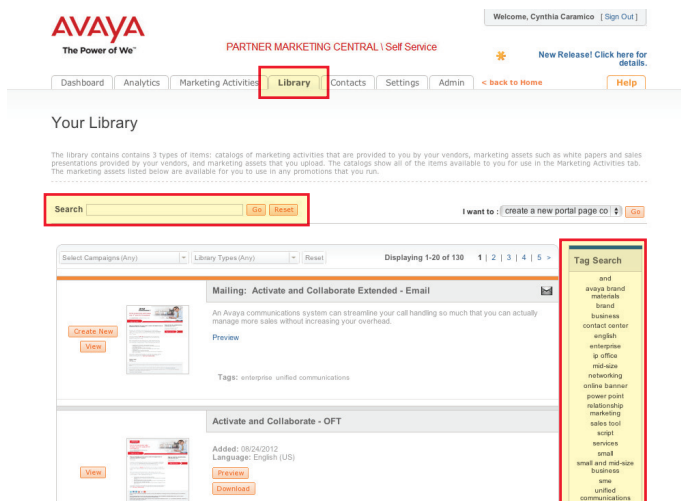 AVAYA
The Power of We™
PARTNER MARKETING CENTRAL \ Self Service
Welcome, Cynthia Caramico [ Sign Out ]
New Release! Click here for
details.
Dashboard Analytics Marketing Activities Library Contacts Settings Admin < back to Home Help
Your Library
The library contains contains 3 types of items: catalogs of marketing activities that are provided to you by your vendors, marketing assets such as white papers and sales
presentations provided by your vendors, and marketing assets that you upload. The catalogs show all of the items available to you for use in the Marketing Activities tab.
The marketing assets listed below are available for you to use in any promotions that you run.
Search Go Reset
I want to : create a new portal page co Go
Select Campaigns (Any) Library Types (Any) Reset Displaying 1-20 of 130 1 | 2 | 3 | 4 | 5 >
Mailing: Activate and Collaborate Extended - Email
An Avaya communications system can streamline your call handling so much that you can actually
manage more sales without increasing your overhead.
Preview
Create New
View
Tags: enterprise unified communications
Activate and Collaborate - OFT
Added: 08/24/2012
Language: English (US)
View
Preview
Download
Tag Search
and
avaya brand
materials
brand
business
contact center
english
enterprise
ip office
mid-size
networking
online banner
power point
relationship
marketing
sales tool
script
services
small
small and mid-size
business
sme
unified
communications